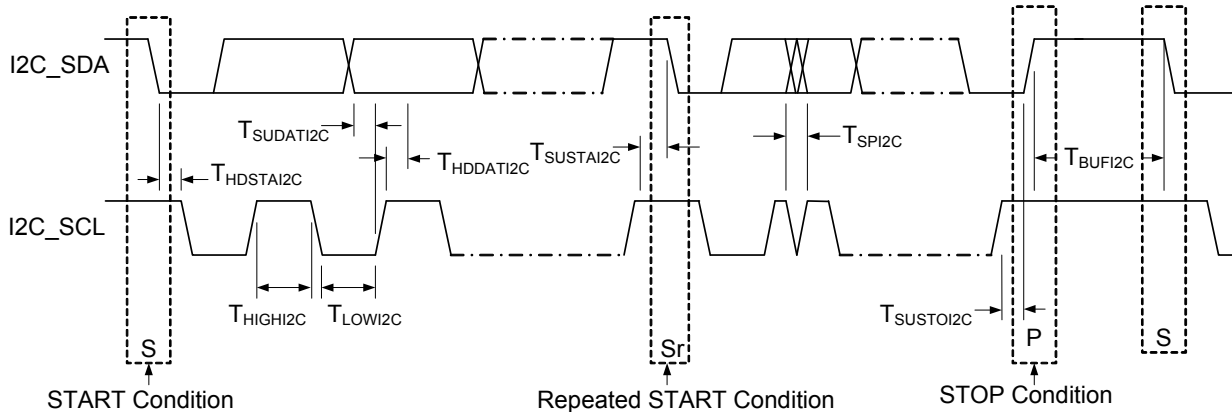 I2C_SDA
T_SUDATI2C
T_HDDATI2C
T_SUSTAI2C
T_SPI2C
T_BUFI2C
T_HDSTAI2C
I2C_SCL
T_HIGHI2C
T_LOWI2C
T_SUSTOI2C
S
Sr
P
S
START Condition
Repeated START Condition
STOP Condition